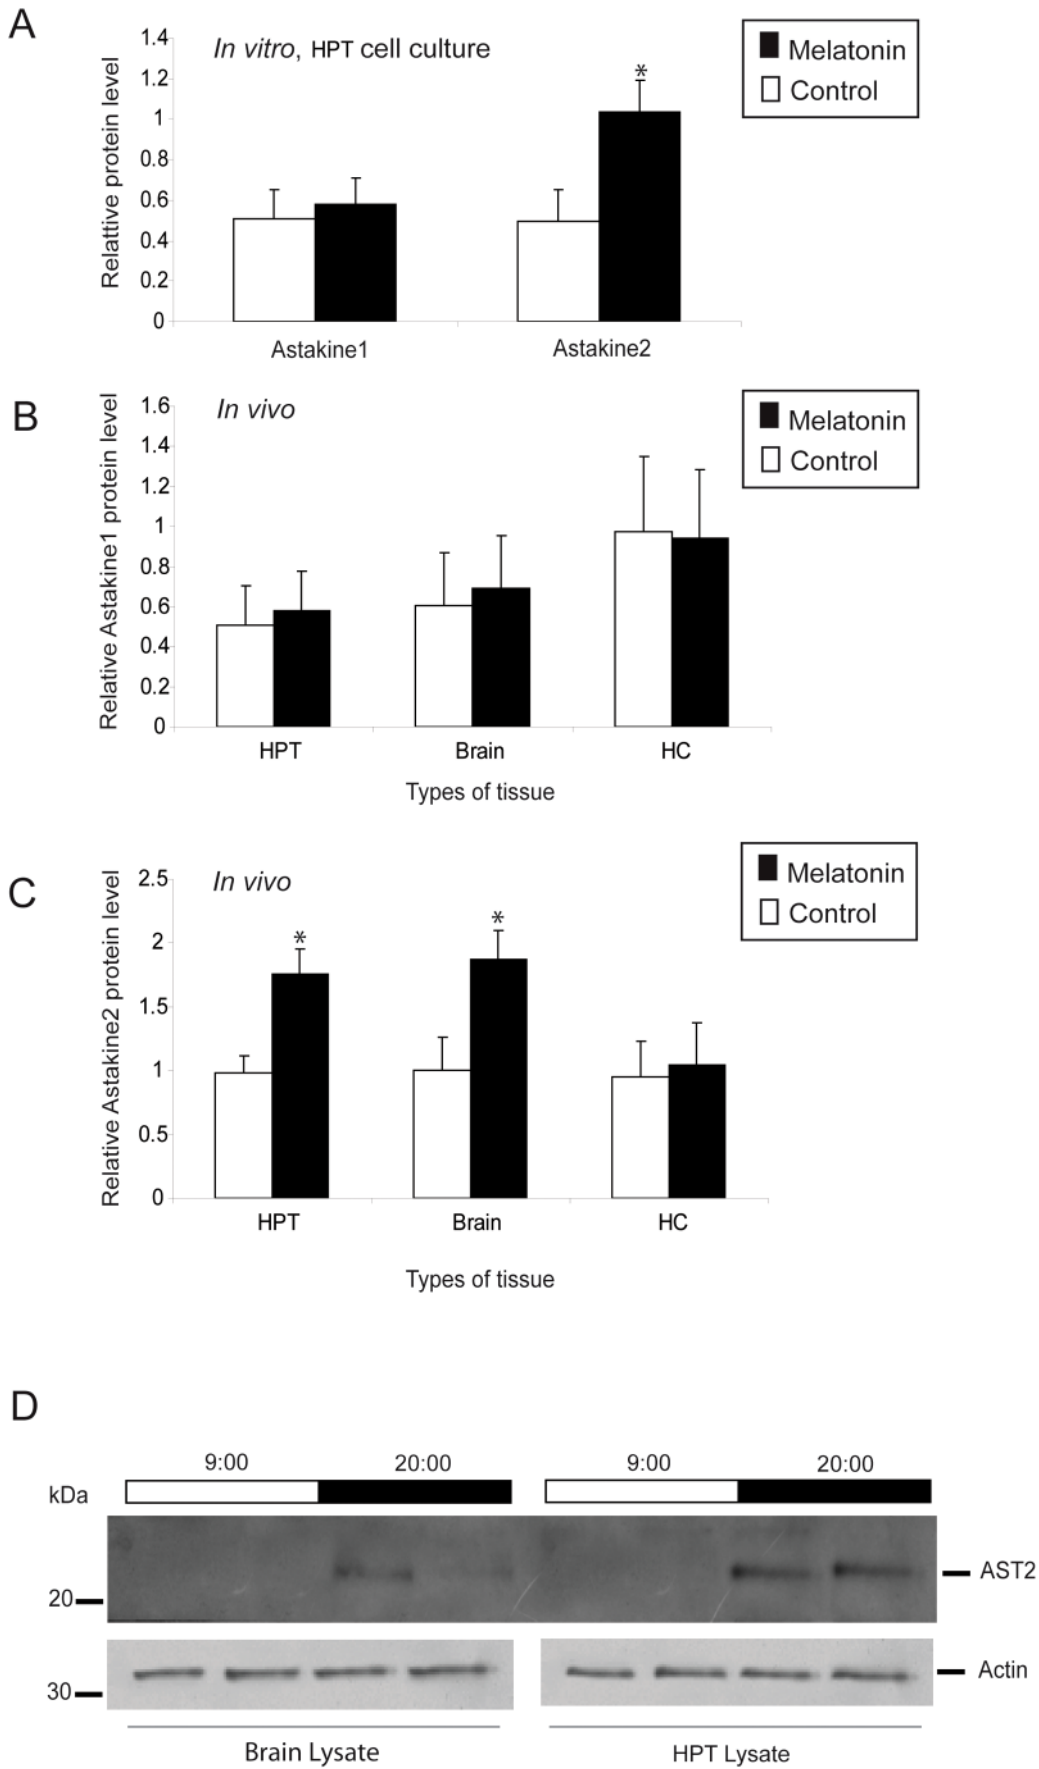 A
In vitro, HPT cell culture
Melatonin
Control
Relattive protein level
1.4
1.2
1
0.8
0.6
0.4
0.2
0
*
Astakine1 Astakine2
B
In vivo
Melatonin
Control
Relative Astakine1 protein level
1.6
1.4
1.2
1
0.8
0.6
0.4
0.2
0
HPT Brain HC
Types of tissue
C
In vivo
Melatonin
Control
Relative Astakine2 protein level
2.5
2
1.5
1
0.5
0
* *
HPT Brain HC
Types of tissue
D
9:00 20:00 9:00 20:00
kDa
AST2
20
Actin
30
Brain Lysate HPT Lysate